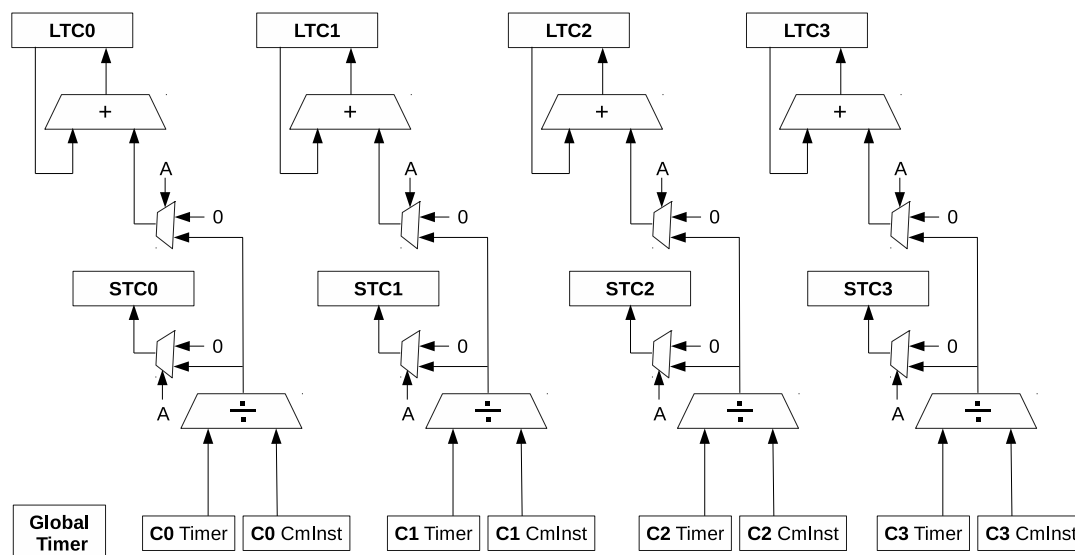 LTC0 LTC1 LTC2 LTC3
+ + + +
A A A A
0 0 0 0
STC0 STC1 STC2 STC3
0 0 0 0
A A A A
÷ ÷ ÷ ÷
Global
Timer
C0 Timer C0 CmInst C1 Timer C1 CmInst C2 Timer C2 CmInst C3 Timer C3 CmInst